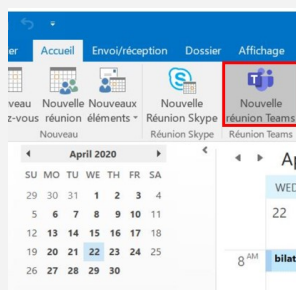 er Accueil Envoi/réception Dossier Affichage
veau Nouvelle Nouveaux Nouvelle Nouvelle
z-vous réunion éléments Réunion Skype réunion Teams
Nouveau Réunion Skype Réunion Teams
April 2020
SU MO TU WE TH FR SA
29 30 31 1 2 3 4
5 6 7 8 9 10 11
12 13 14 15 16 17 18
19 20 21 22 23 24 25
26 27 28 29 30
Ap
WED
22
8 AM bilat